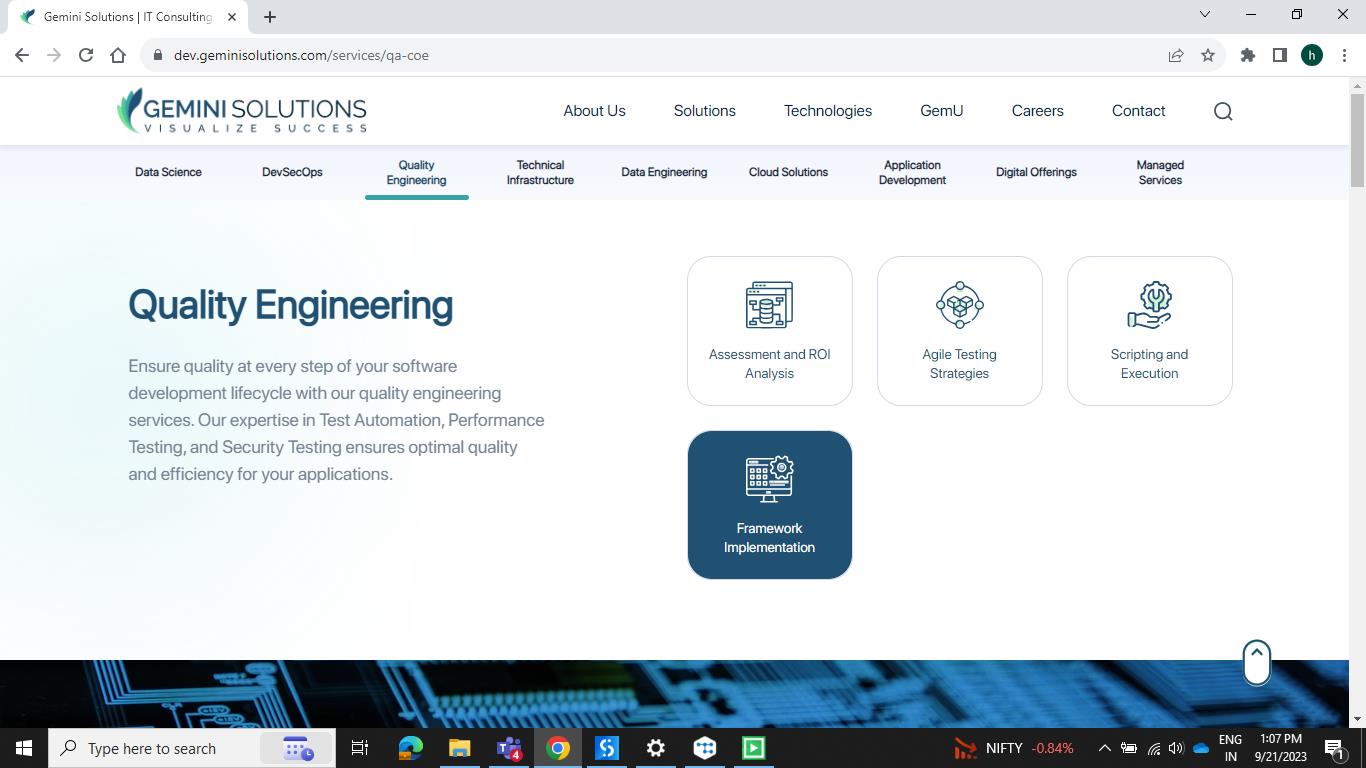 Gemini Solutions | IT Consulting
dev.geminisolutions.com/services/qa-coe
h
GEMINI SOLUTIONS
VISUALIZE SUCCESS
About Us
Solutions
Technologies
GemU
Careers
Contact
Data Science
DevSecOps
Quality
Engineering
Technical
Infrastructure
Data Engineering
Cloud Solutions
Application
Development
Digital Offerings
Managed
Services
Quality Engineering
Ensure quality at every step of your software
development lifecycle with our quality engineering
services. Our expertise in Test Automation, Performance
Testing, and Security Testing ensures optimal quality
and efficiency for your applications.
Assessment and ROI
Analysis
Agile Testing
Strategies
Scripting and
Execution
Framework
Implementation
Type here to search
4
NIFTY -0.84%
ENG
IN
1:07 PM
9/21/2023
1